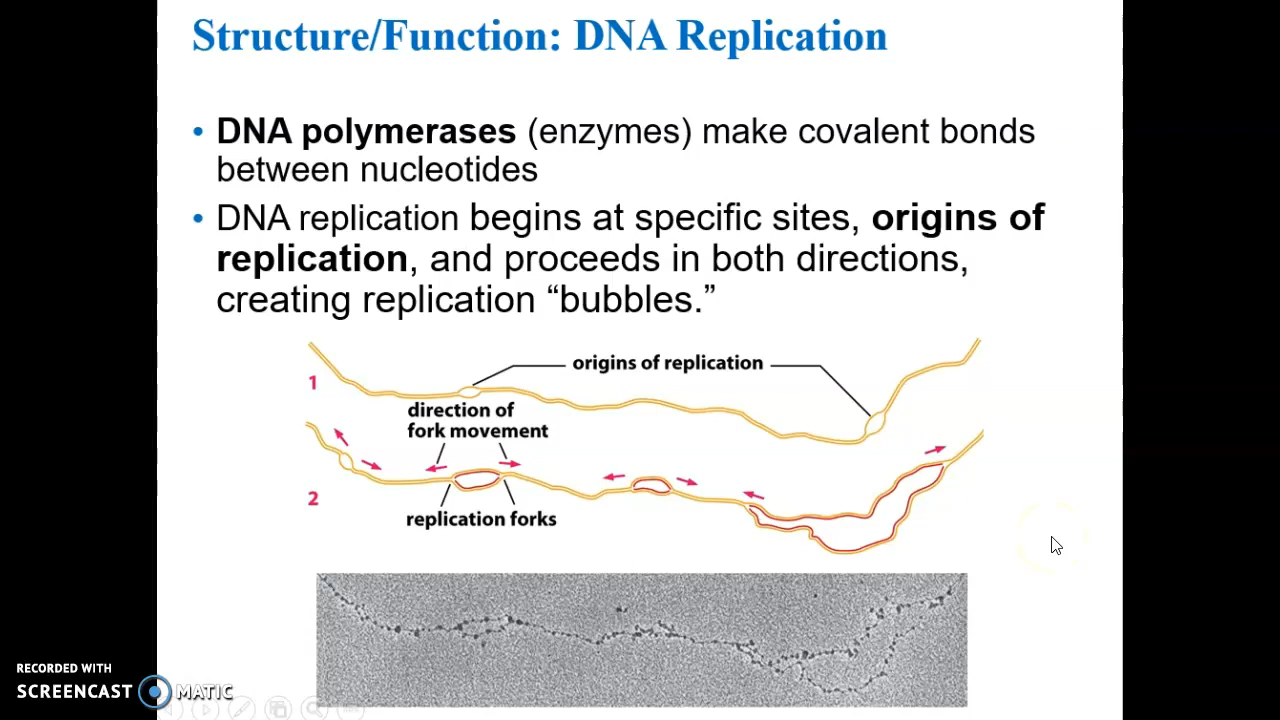 Structure/Function: DNA Replication
• DNA polymerases (enzymes) make covalent bonds
between nucleotides
• DNA replication begins at specific sites, origins of
replication, and proceeds in both directions,
creating replication “bubbles.”
origins of replication
1
direction of
fork movement
2
replication forks
RECORDED WITH
SCREENCAST MATIC